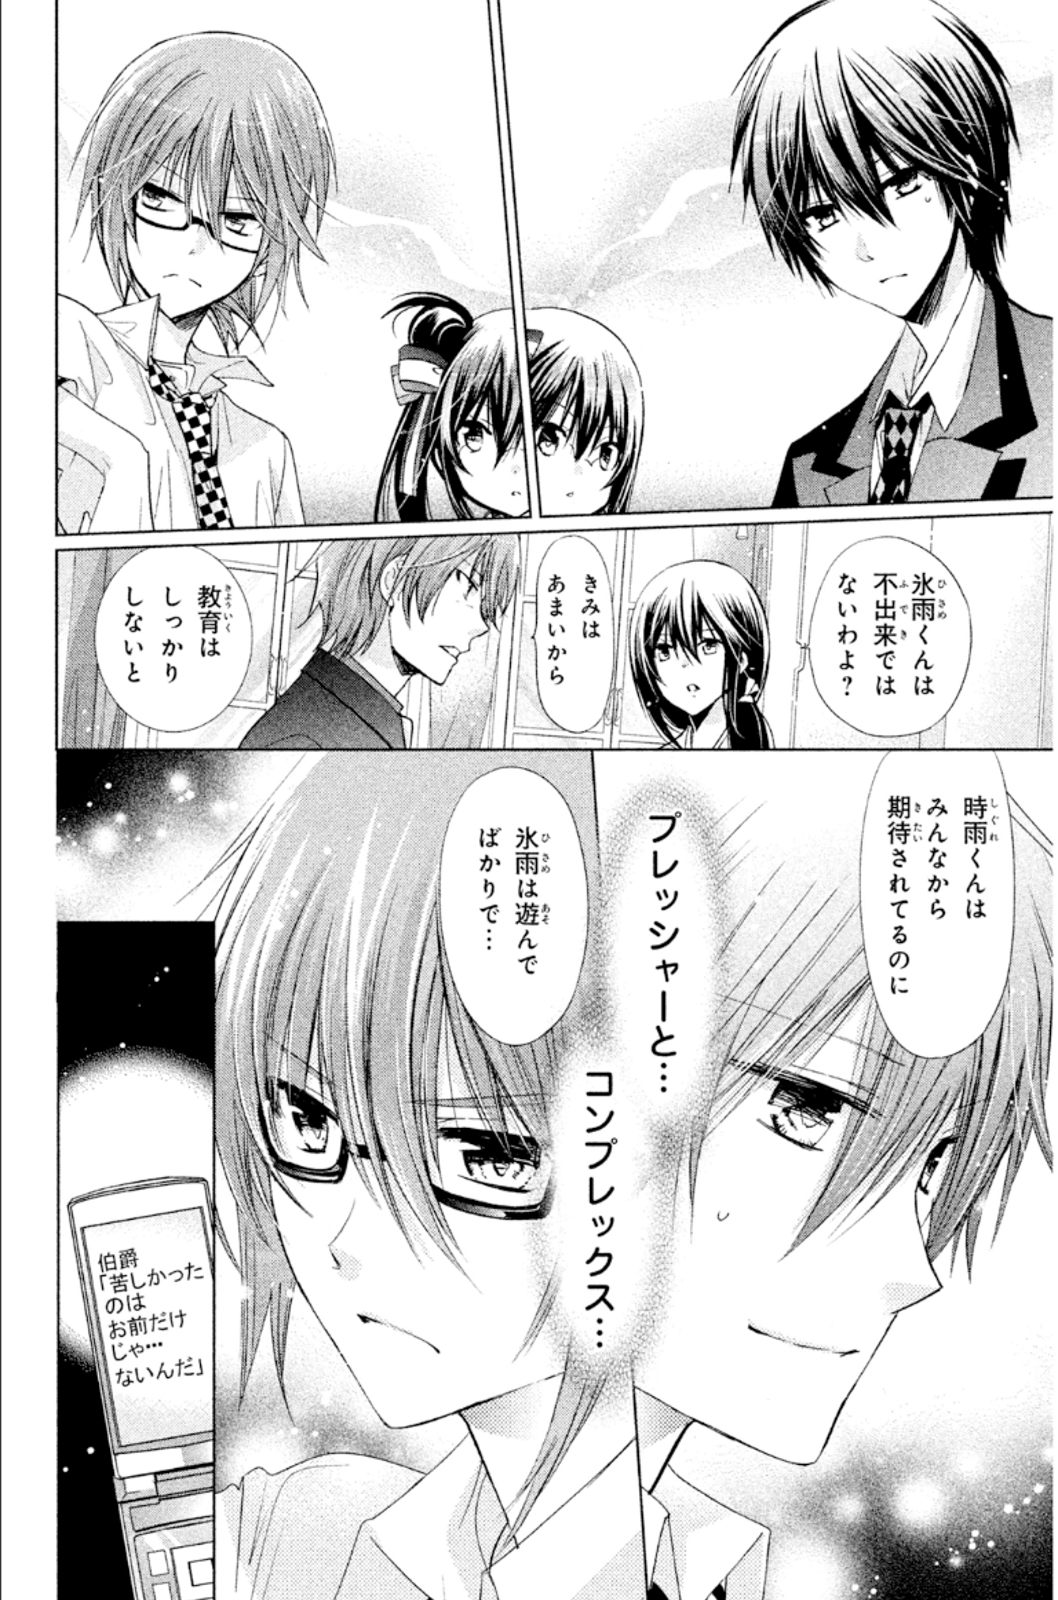 氷雨くんは
不出来では
ないわよ?
きみは
あまいから
教育は
しっかり
しないと
時雨くんは
みんなから
期待されてるのに
プレッシャーと…
コンプレックス…
氷雨は遊んで
ばかりで…
伯爵
「苦しかった
のは
お前だけ
じゃ…
ないんだ」